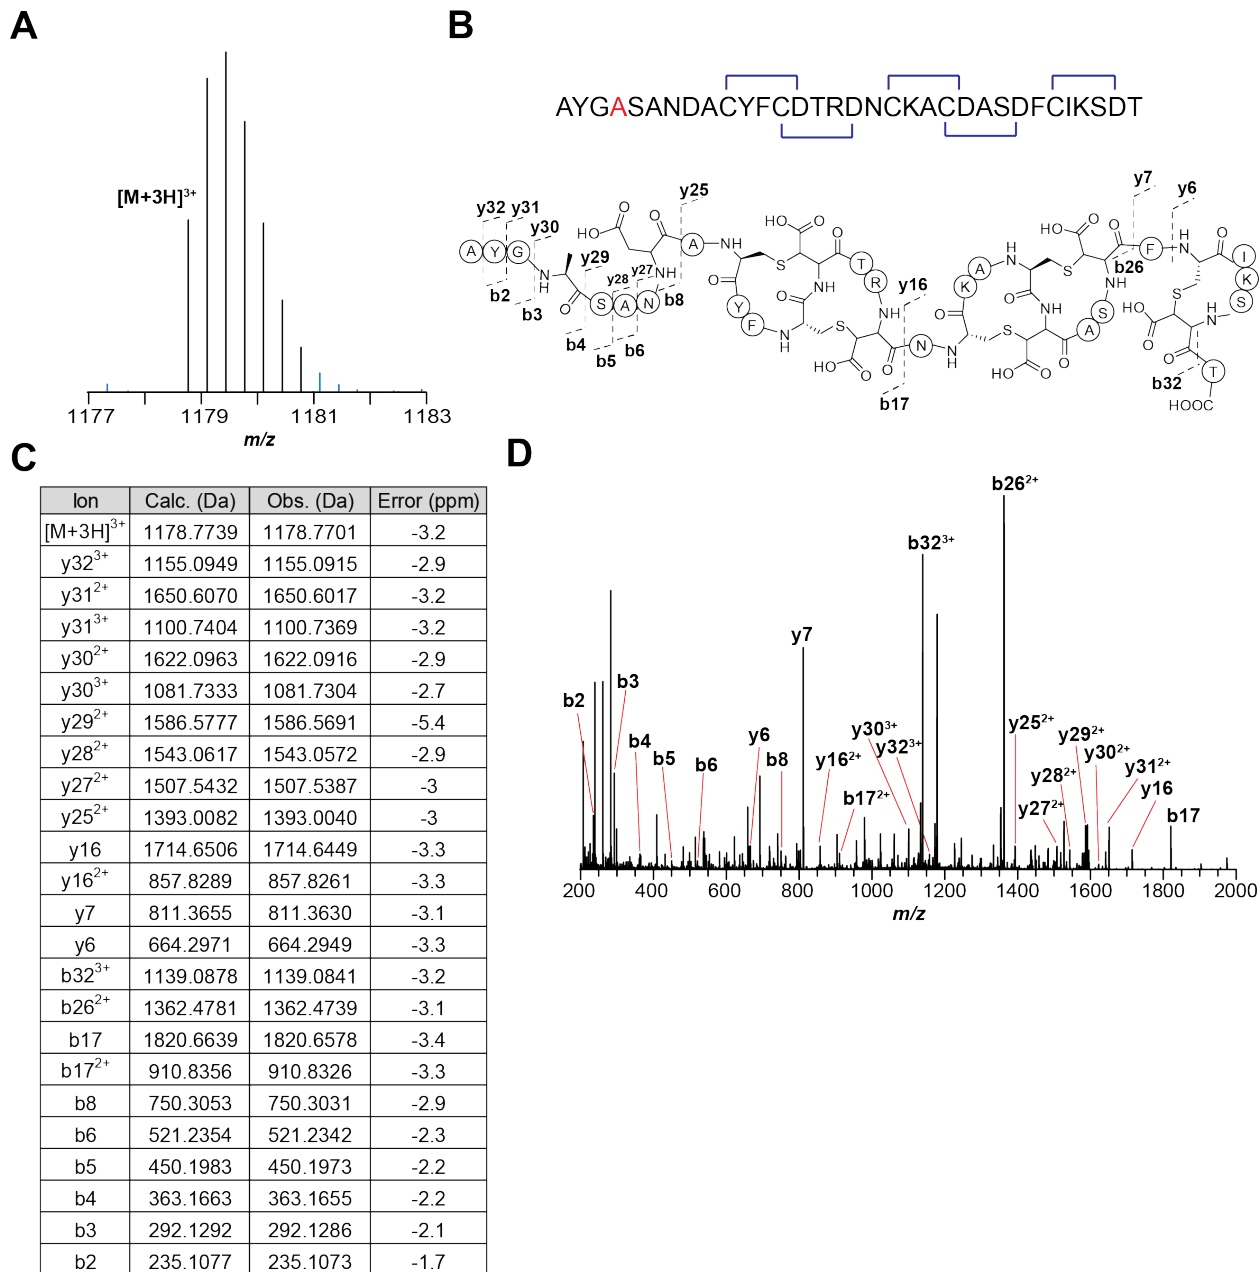 A
[M+3H]3+
1177
1179
1181
1183
m/z
B
AYGASANDACYFCDTRDNCKACDASDFCIKSDT
y32
y31
y30
y29
y28
y27
y25
y16
y7
y6
b2
b3
b4
b5
b6
b8
b17
b26
b32
A
Y
G
H
N
O
S
A
N
NH
HO
O
O
A
NH
S
HO
O
O
T
R
NH
O
NH
O
Y
F
N
H
S
HO
O
O
N
N
H
O
K
A
H
N
O
S
HO
O
O
F
H
N
O
NH
NH
S
A
O
S
HO
O
O
I
K
S
H
N
S
HO
O
O
T
HOOC
C
Ion Calc. (Da) Obs. (Da) Error (ppm)
[M+3H]3+ 1178.7739 1178.7701 -3.2
y32 3+ 1155.0949 1155.0915 -2.9
y31 2+ 1650.6070 1650.6017 -3.2
y31 3+ 1100.7404 1100.7369 -3.2
y30 2+ 1622.0963 1622.0916 -2.9
y30 3+ 1081.7333 1081.7304 -2.7
y29 2+ 1586.5777 1586.5691 -5.4
y28 2+ 1543.0617 1543.0572 -2.9
y27 2+ 1507.5432 1507.5387 -3
y25 2+ 1393.0082 1393.0040 -3
y16 1714.6506 1714.6449 -3.3
y16 2+ 857.8289 857.8261 -3.3
y7 811.3655 811.3630 -3.1
y6 664.2971 664.2949 -3.3
b32 3+ 1139.0878 1139.0841 -3.2
b26 2+ 1362.4781 1362.4739 -3.1
b17 1820.6639 1820.6578 -3.4
b17 2+ 910.8356 910.8326 -3.3
b8 750.3053 750.3031 -2.9
b6 521.2354 521.2342 -2.3
b5 450.1983 450.1973 -2.2
b4 363.1663 363.1655 -2.2
b3 292.1292 292.1286 -2.1
b2 235.1077 235.1073 -1.7
D
b26 2+
b32 3+
y7
b2
b3
b4
b5
b6
y6
b8
y16 2+
b17 2+
y30 3+
y32 3+
y25 2+
y27 2+
y28 2+
y29 2+
y30 2+
y31 2+
y16
b17
200 400 600 800 1000 1200 1400 1600 1800 2000
m/z